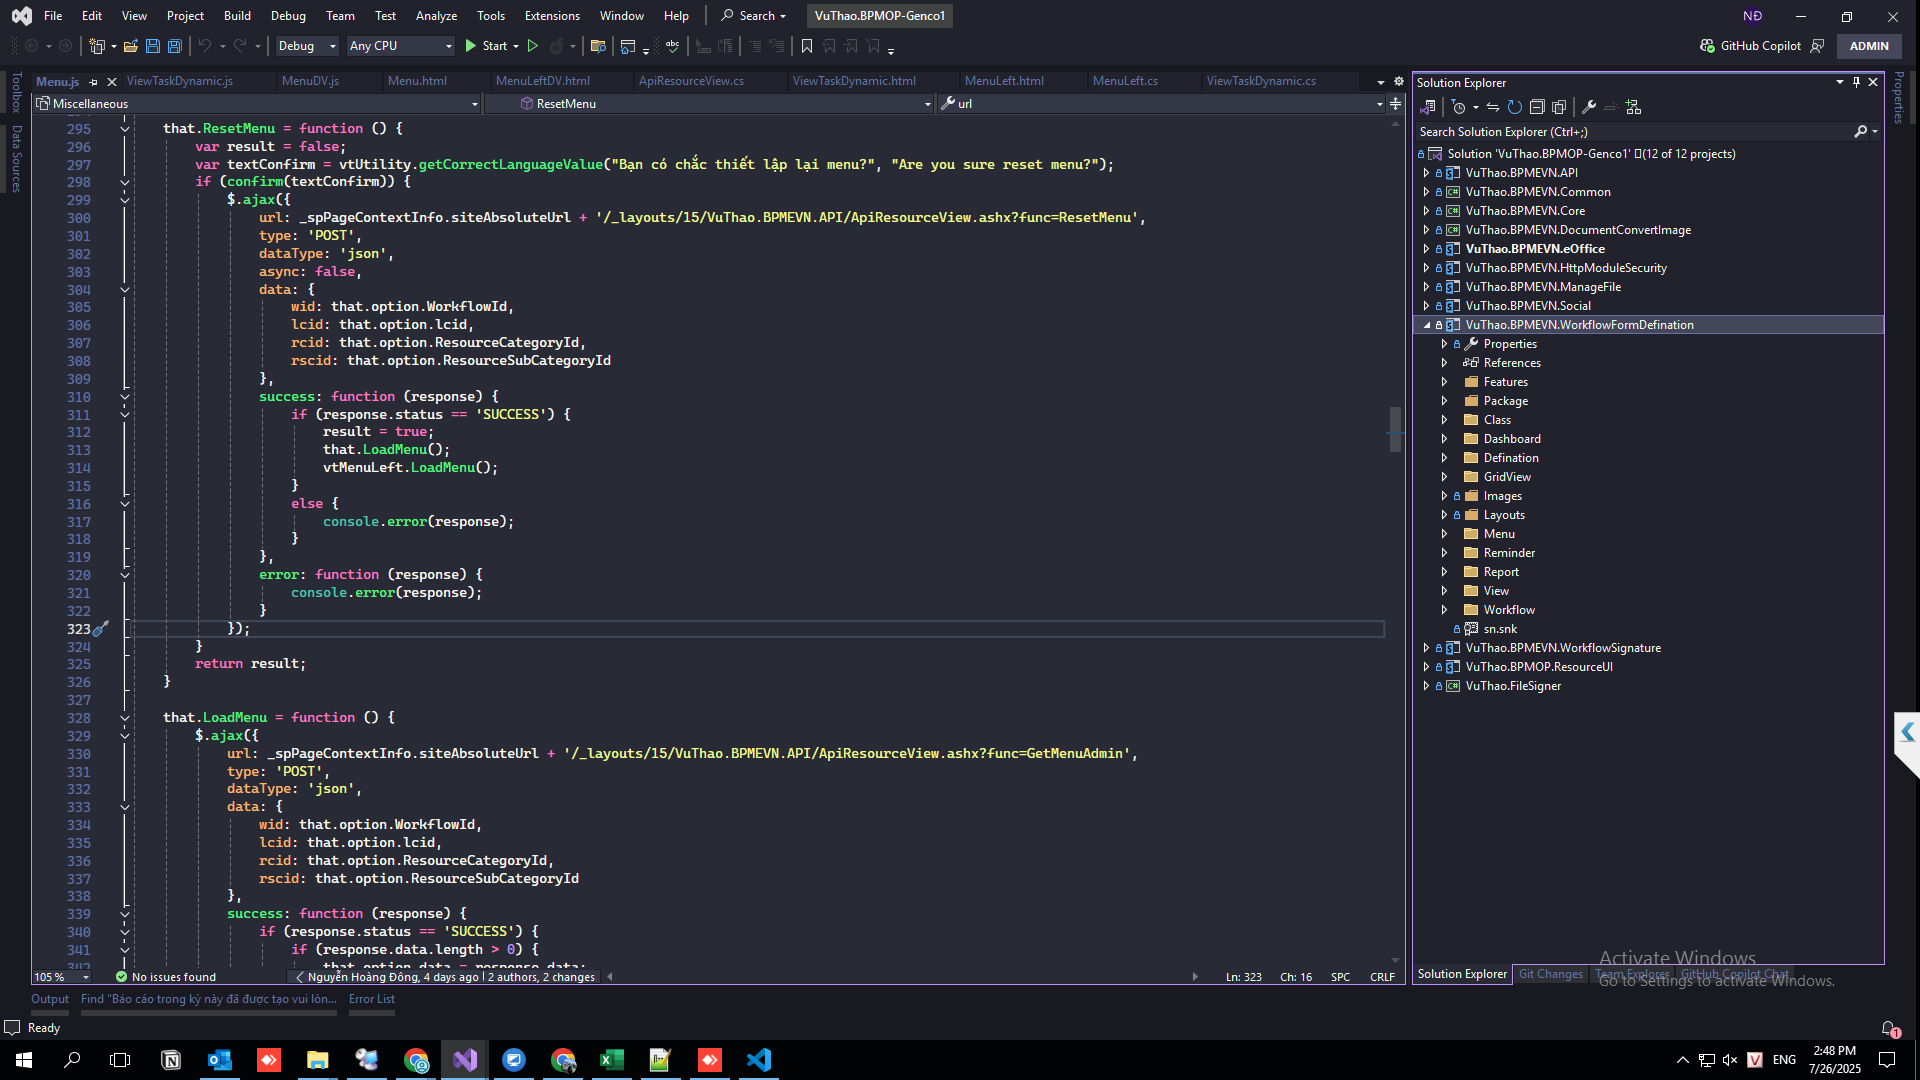 File Edit View Project Build Debug Team Test Analyze Tools Extensions Window Help Search VuThao.BPMOP-Genco1 NĐ
Debug Any CPU Start GitHub Copilot ADMIN
Toolbox
Data Sources
Menu.js ViewTaskDynamic.js MenuDV.js Menu.html MenuLeftDV.html ApiResourceView.cs ViewTaskDynamic.html MenuLeft.html MenuLeft.cs ViewTaskDynamic.cs
Miscellaneous ResetMenu url
295 that.ResetMenu = function () {
296 var result = false;
297 var textConfirm = vtUtility.getCorrectLanguageValue("Bạn có chắc thiết lập lại menu?", "Are you sure reset menu?");
298 if (confirm(textConfirm)) {
299 $.ajax({
300 url: _spPageContextInfo.siteAbsoluteUrl + '/_layouts/15/VuThao.BPMEVN.API/ApiResourceView.ashx?func=ResetMenu',
301 type: 'POST',
302 dataType: 'json',
303 async: false,
304 data: {
305 wid: that.option.WorkflowId,
306 lcid: that.option.lcid,
307 rcid: that.option.ResourceCategoryId,
308 rscid: that.option.ResourceSubCategoryId
309 },
310 success: function (response) {
311 if (response.status == 'SUCCESS') {
312 result = true;
313 that.LoadMenu();
314 vtMenuLeft.LoadMenu();
315 }
316 else {
317 console.error(response);
318 }
319 },
320 error: function (response) {
321 console.error(response);
322 }
323 });
324 }
325 return result;
326 }
327
328 that.LoadMenu = function () {
329 $.ajax({
330 url: _spPageContextInfo.siteAbsoluteUrl + '/_layouts/15/VuThao.BPMEVN.API/ApiResourceView.ashx?func=GetMenuAdmin',
331 type: 'POST',
332 dataType: 'json',
333 data: {
334 wid: that.option.WorkflowId,
335 lcid: that.option.lcid,
336 rcid: that.option.ResourceCategoryId,
337 rscid: that.option.ResourceSubCategoryId
338 },
339 success: function (response) {
340 if (response.status == 'SUCCESS') {
341 if (response.data.length > 0) {
342 that.option.data = response.data;
105 % No issues found Nguyễn Hoàng Đông, 4 days ago | 2 authors, 2 changes Ln: 323 Ch: 16 SPC CRLF
Output Find "Báo cáo trong kỳ này đã được tạo vui lòn... Error List
Ready
Solution Explorer
Search Solution Explorer (Ctrl+;)
Solution 'VuThao.BPMOP-Genco1' (12 of 12 projects)
VuThao.BPMEVN.API
VuThao.BPMEVN.Common
VuThao.BPMEVN.Core
VuThao.BPMEVN.DocumentConvertImage
VuThao.BPMEVN.eOffice
VuThao.BPMEVN.HttpModuleSecurity
VuThao.BPMEVN.ManageFile
VuThao.BPMEVN.Social
VuThao.BPMEVN.WorkflowFormDefination
Properties
References
Features
Package
Class
Dashboard
Defination
GridView
Images
Layouts
Menu
Reminder
Report
View
Workflow
sn.snk
VuThao.BPMEVN.WorkflowSignature
VuThao.BPMOP.ResourceUI
VuThao.FileSigner
Properties
Activate Windows
Go to Settings to activate Windows.
Solution Explorer Git Changes Team Explorer GitHub Copilot Chat
1
ENG 2:48 PM
7/26/2025